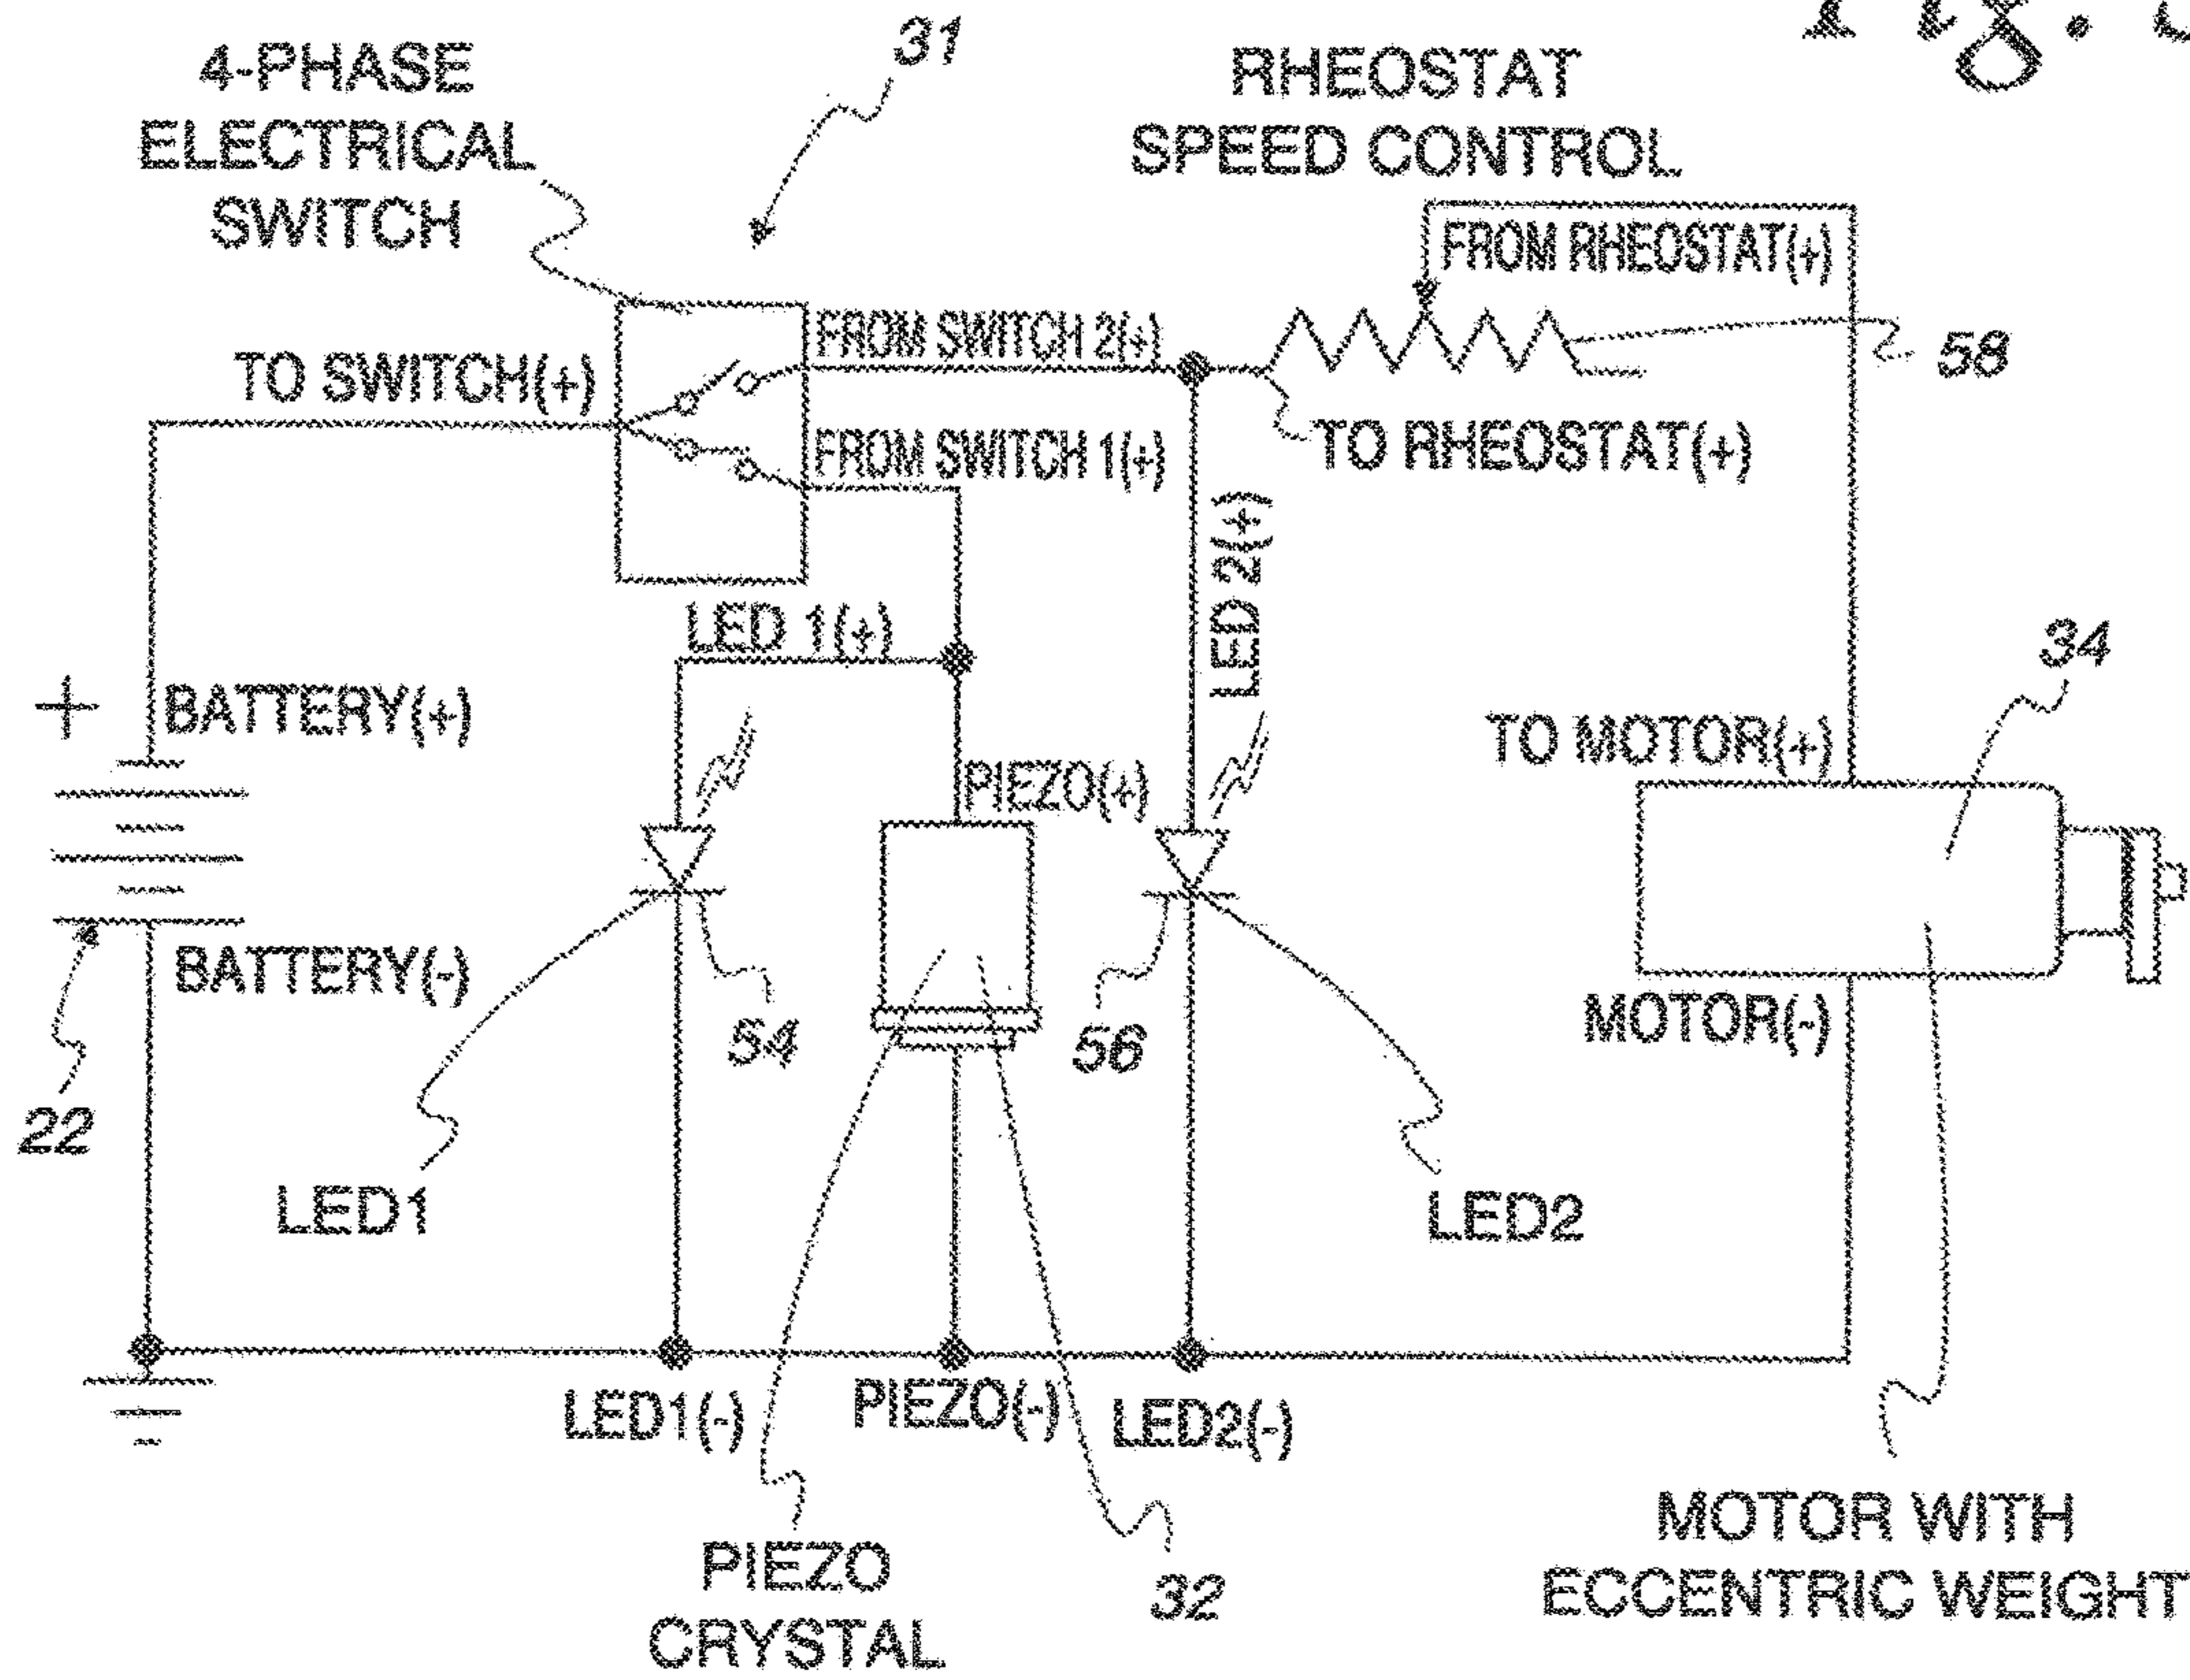 31
4-PHASE
ELECTRICAL
SWITCH
RHEOSTAT
SPEED CONTROL
FROM RHEOSTAT(+)
FROM SWITCH 2(+)
58
TO SWITCH(+)
FROM SWITCH 1(+)
TO RHEOSTAT(+)
LED 2(+)
LED 1(+)
34
+
BATTERY(+)
TO MOTOR(+)
PIEZO(+)
BATTERY(-)
54
56
MOTOR(-)
22
LED1
LED2
LED1(-)
PIEZO(-)
LED2(-)
PIEZO
CRYSTAL
32
MOTOR WITH
ECCENTRIC WEIGHT